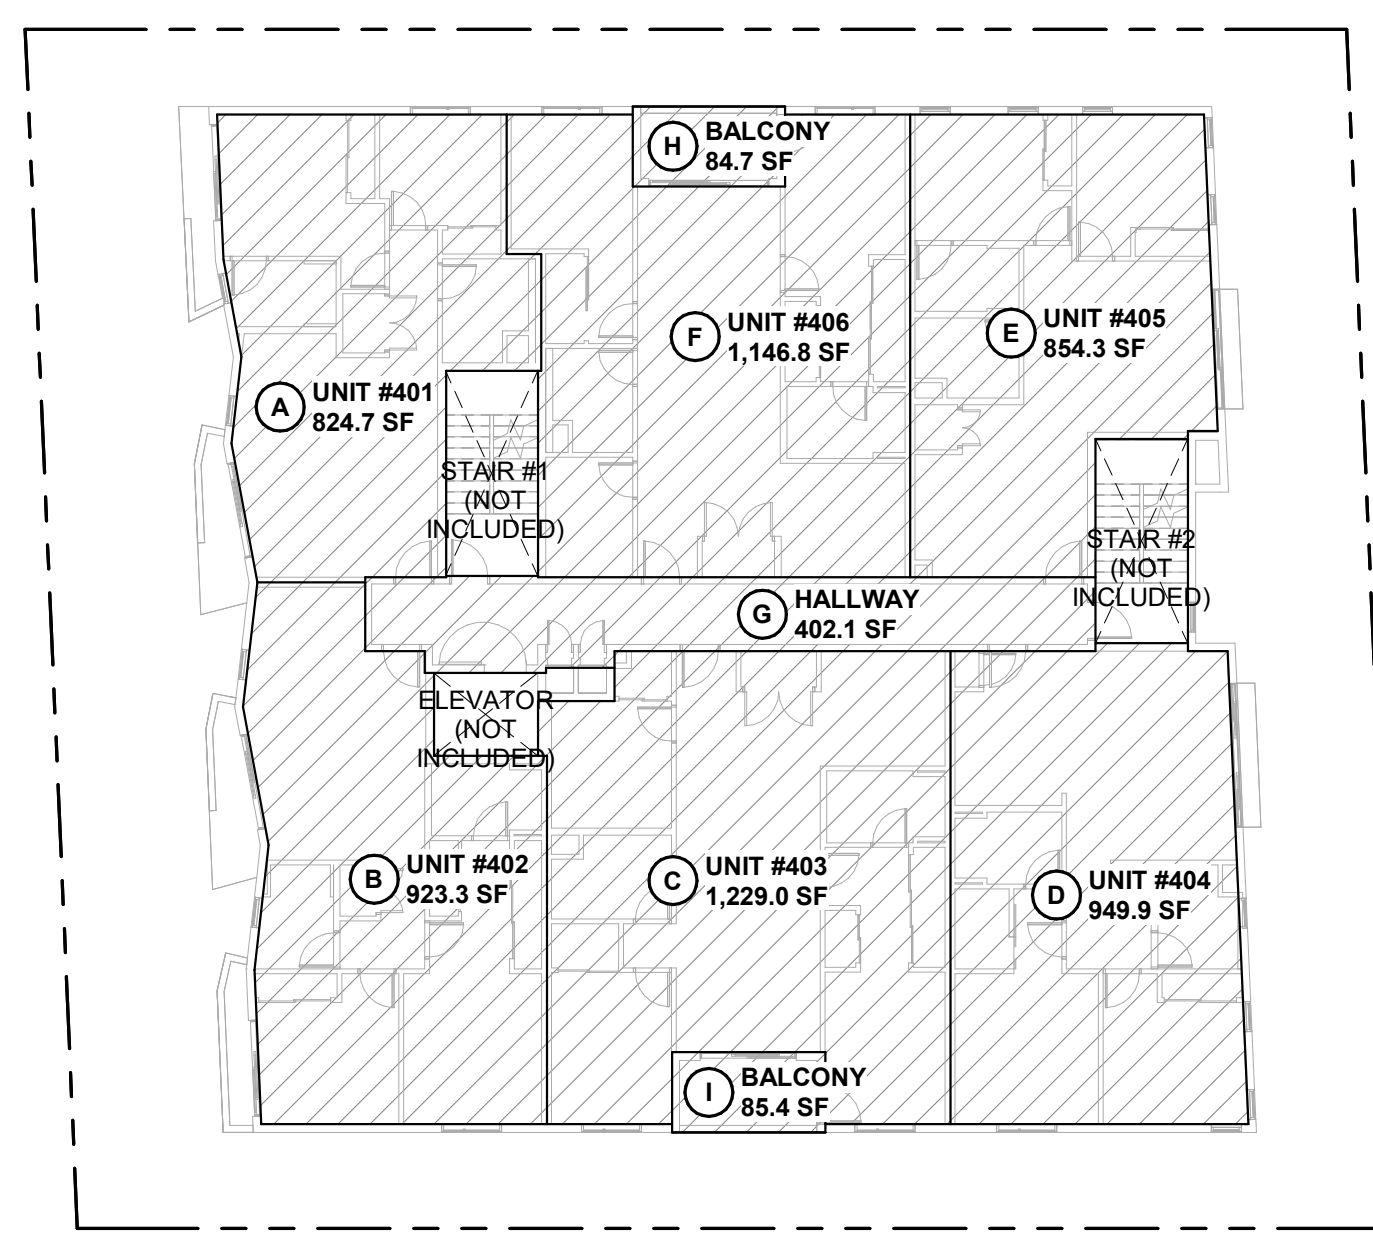 H
BALCONY
84.7 SF
F
UNIT #406
1,146.8 SF
E
UNIT #405
854.3 SF
A
UNIT #401
824.7 SF
STAIR #1
(NOT
INCLUDED)
STAIR #2
(NOT
INCLUDED)
G
HALLWAY
402.1 SF
ELEVATOR
(NOT
INCLUDED)
B
UNIT #402
923.3 SF
C
UNIT #403
1,229.0 SF
D
UNIT #404
949.9 SF
I
BALCONY
85.4 SF